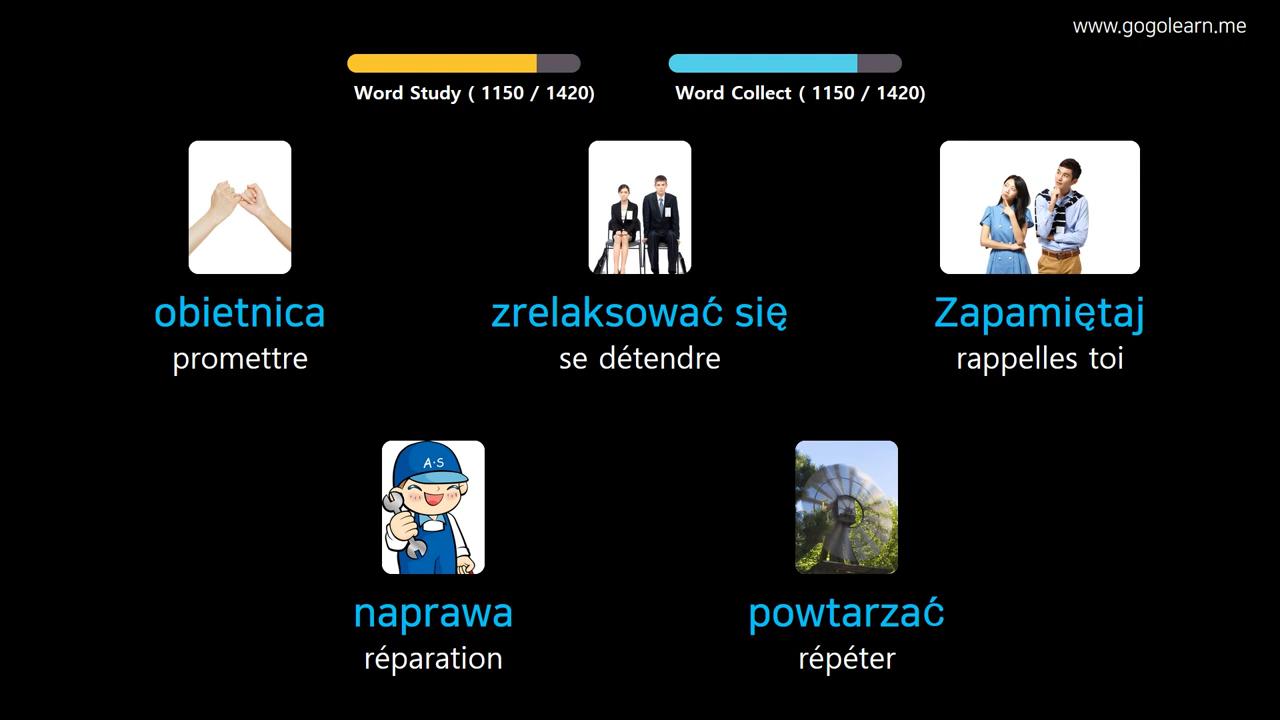 www.gogolearn.me
Word Study ( 1150 / 1420)
Word Collect ( 1150 / 1420)
obietnica
promettre
zrelaksować się
se détendre
Zapamiętaj
rappelles toi
A·S
naprawa
réparation
powtarzać
répéter